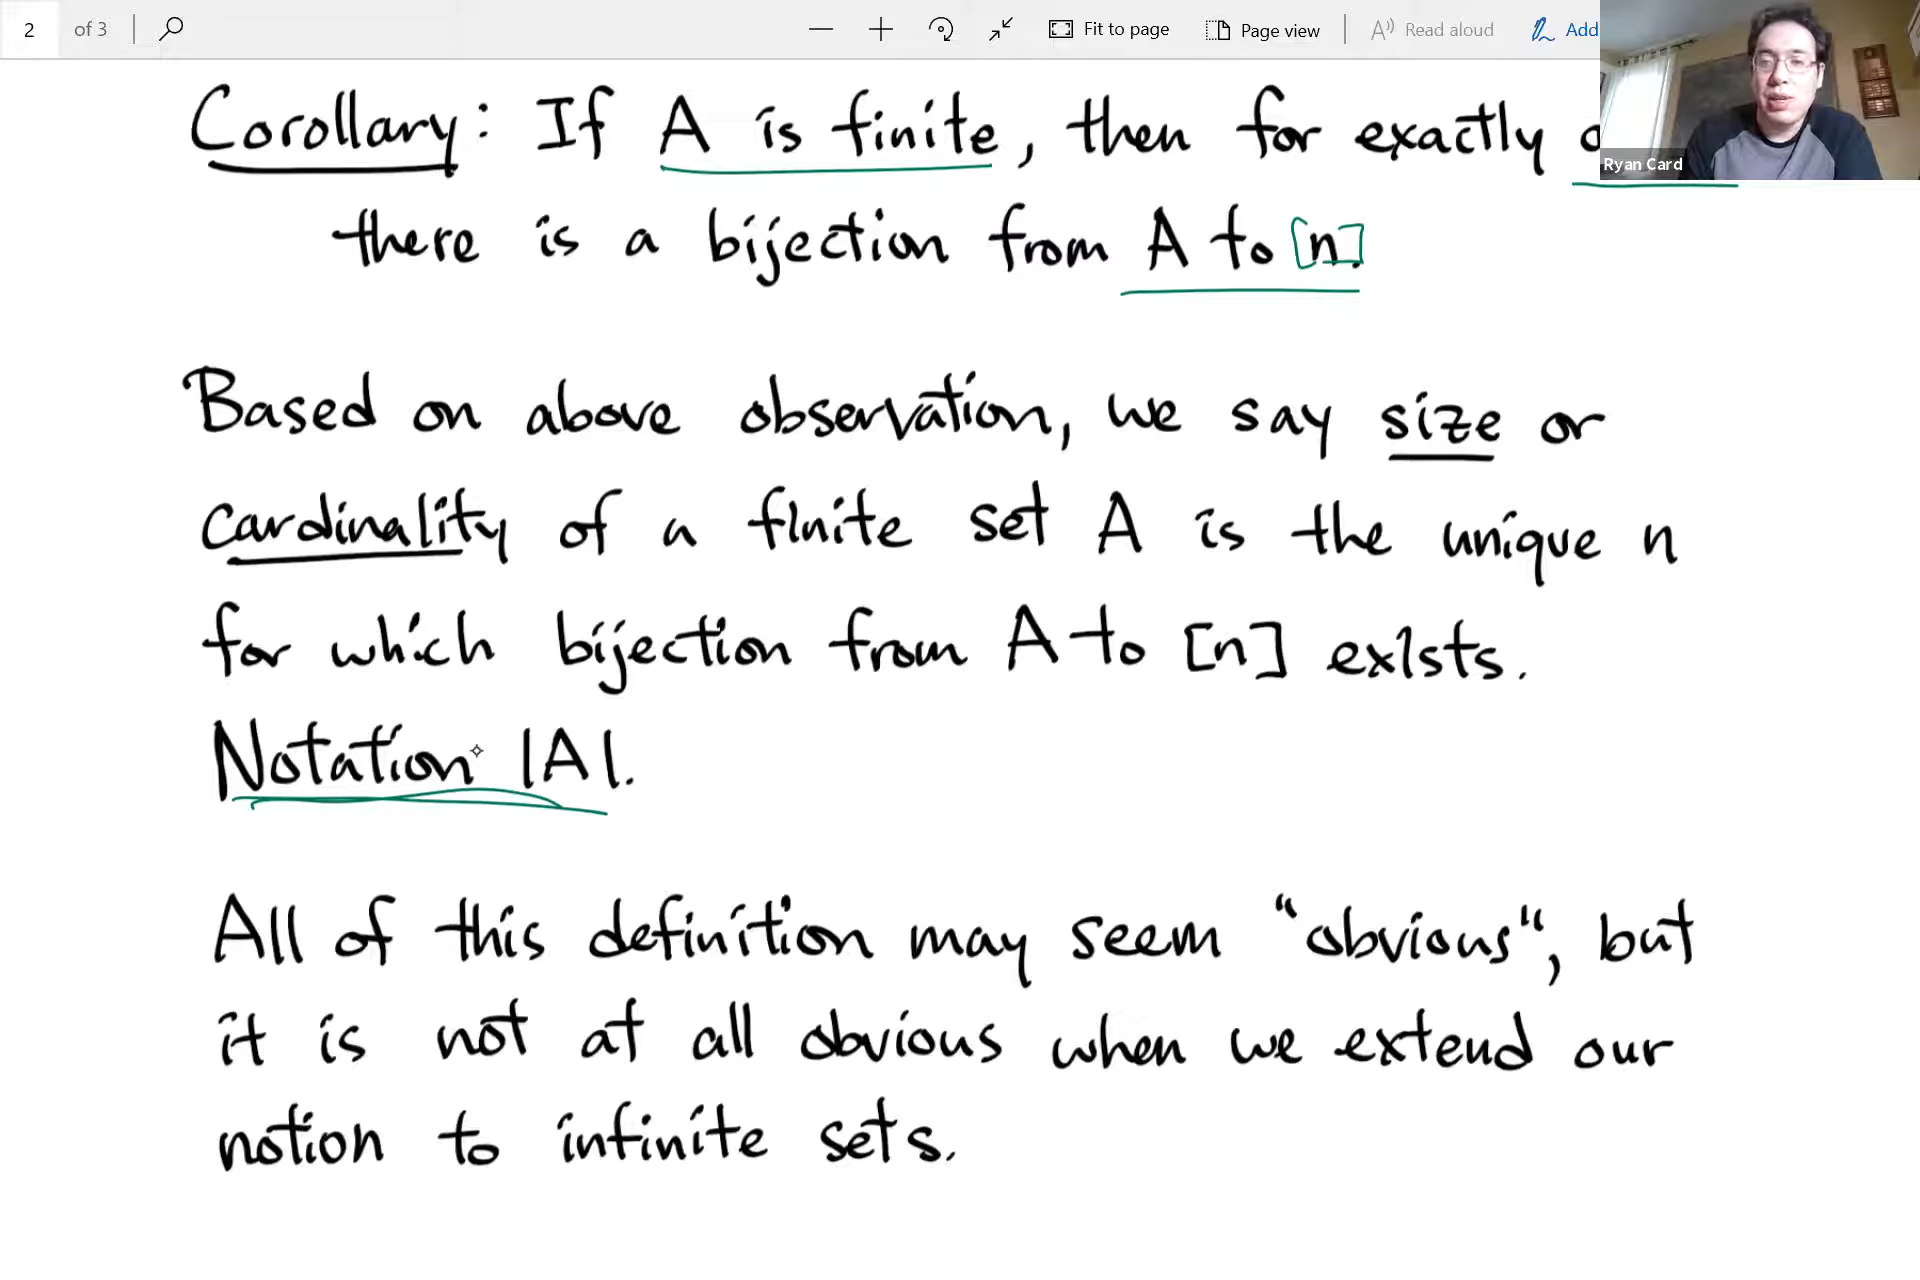 2 of 3 Fit to page Page view Read aloud Add
Ryan Card
Corollary: If A is finite, then for exactly
there is a bijection from A to [n].
Based on above observation, we say size or
cardinality of a finite set A is the unique n
for which bijection from A to [n] exists.
Notation |A|.
All of this definition may seem "obvious", but
it is not at all obvious when we extend our
notion to infinite sets.